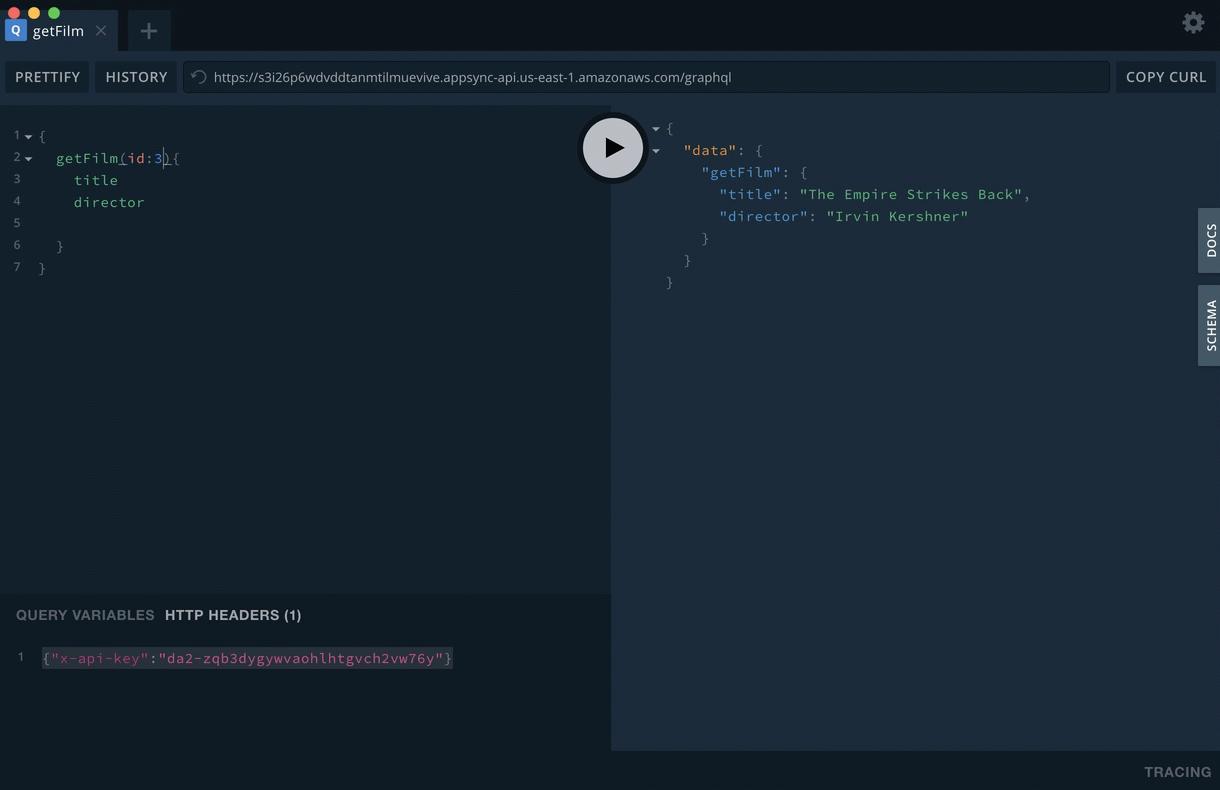 Q getFilm
PRETTIFY HISTORY https://s3i26p6wdvddtanmtilmuevive.appsync-api.us-east-1.amazonaws.com/graphql COPY CURL
1 {
2 getFilm(id:3){
3 title
4 director
5
6 }
7 }
{
"data": {
"getFilm": {
"title": "The Empire Strikes Back",
"director": "Irvin Kershner"
}
}
}
DOCS
SCHEMA
QUERY VARIABLES HTTP HEADERS (1)
1 {"x-api-key":"da2-zqb3dygywvaohlhtgvch2vw76y"}
TRACING